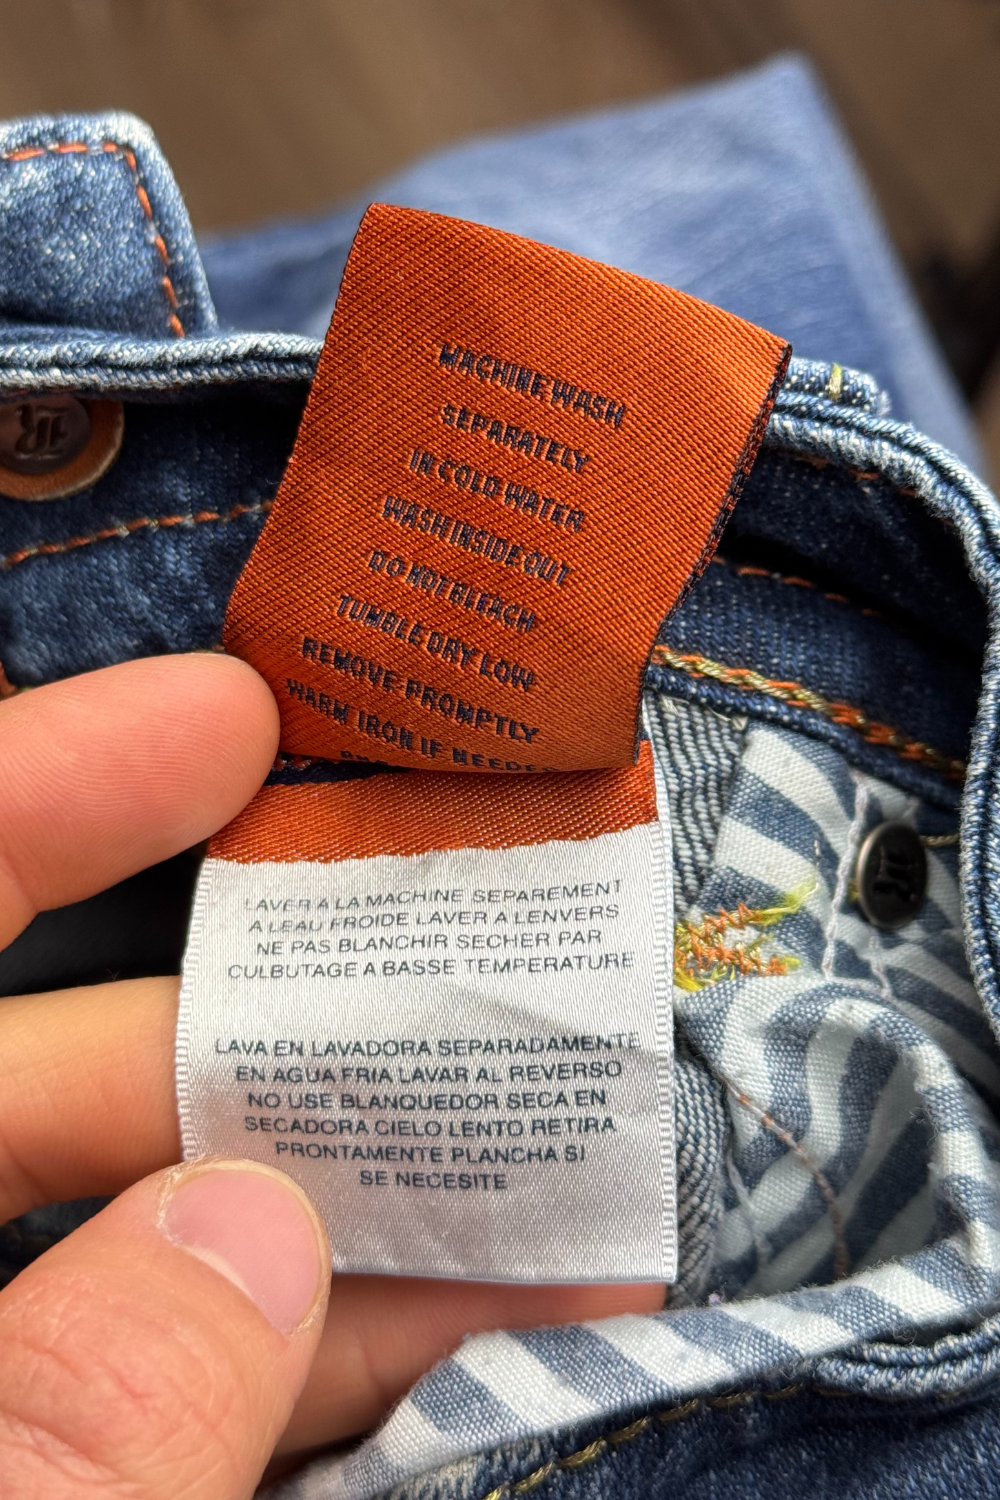 MACHINE WASH
SEPARATELY
IN COLD WATER
WASH INSIDE OUT
DO NOT BLEACH
TUMBLE DRY LOW
REMOVE PROMPTLY
WARM IRON IF NEEDED
LAVER A LA MACHINE SEPAREMENT
A LEAU FROIDE LAVER A LENVERS
NE PAS BLANCHIR SECHER PAR
CULBUTAGE A BASSE TEMPERATURE
LAVA EN LAVADORA SEPARADAMENTE
EN AGUA FRIA LAVAR AL REVERSO
NO USE BLANQUEDOR SECA EN
SECADORA CIELO LENTO RETIRA
PRONTAMENTE PLANCHA SI
SE NECESITE